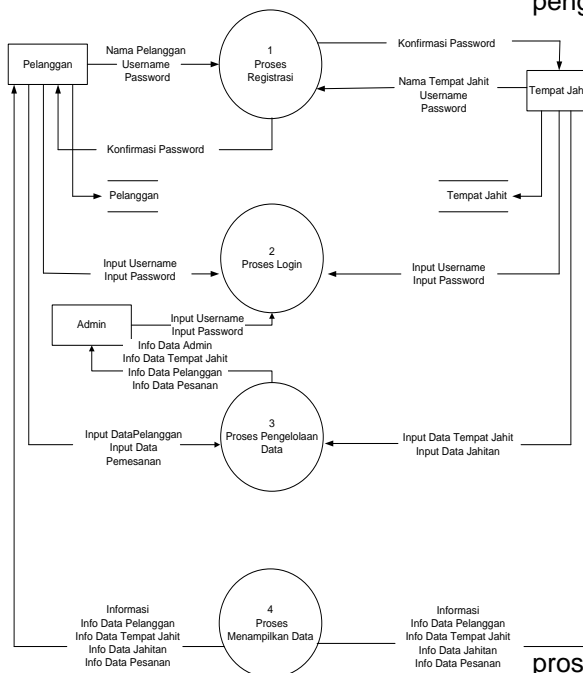 peng
Pelanggan
Nama Pelanggan
Username
Password
1
Proses
Registrasi
Konfirmasi Password
Nama Tempat Jahit
Username
Password
Tempat Jah
Konfirmasi Password
Pelanggan
Tempat Jahit
2
Proses Login
Input Username
Input Password
Input Username
Input Password
Admin
Input Username
Input Password
Info Data Admin
Info Data Tempat Jahit
Info Data Pelanggan
Info Data Pesanan
3
Proses Pengelolaan
Data
Input DataPelanggan
Input Data
Pemesanan
Input Data Tempat Jahit
Input Data Jahitan
4
Proses
Menampilkan Data
Informasi
Info Data Pelanggan
Info Data Tempat Jahit
Info Data Jahitan
Info Data Pesanan
Informasi
Info Data Pelanggan
Info Data Tempat Jahit
Info Data Jahitan
Info Data Pesanan
pros